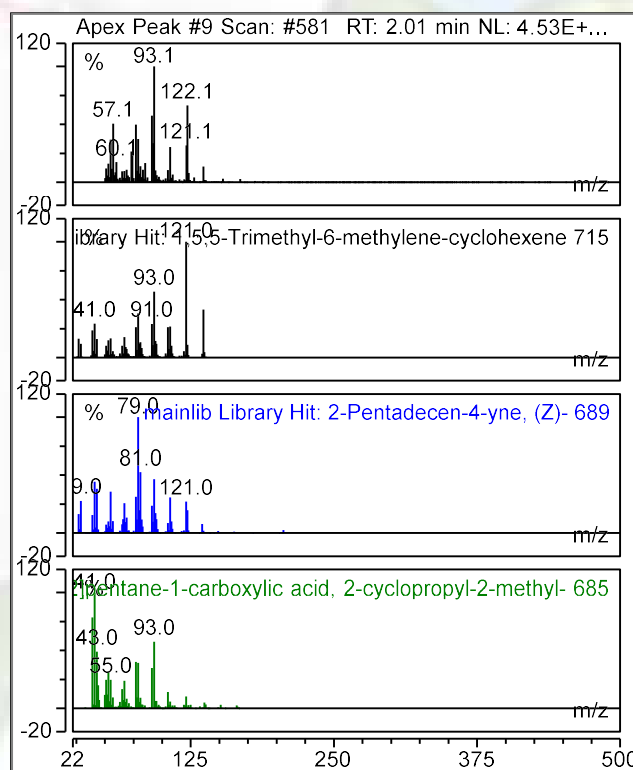 Apex Peak #9 Scan: #581 RT: 2.01 min NL: 4.53E+...
120
%
93.1
122.1
57.1
121.1
60.1
m/z
-20
120
121.0
Library Hit: 1,5,5-Trimethyl-6-methylene-cyclohexene 715
93.0
41.0 91.0
m/z
-20
120
79.0
% mainlib Library Hit: 2-Pentadecen-4-yne, (Z)- 689
81.0
9.0 121.0
m/z
-20
120
41.0
]pentane-1-carboxylic acid, 2-cyclopropyl-2-methyl- 685
43.0 93.0
55.0
m/z
-20
22 125 250 375 500